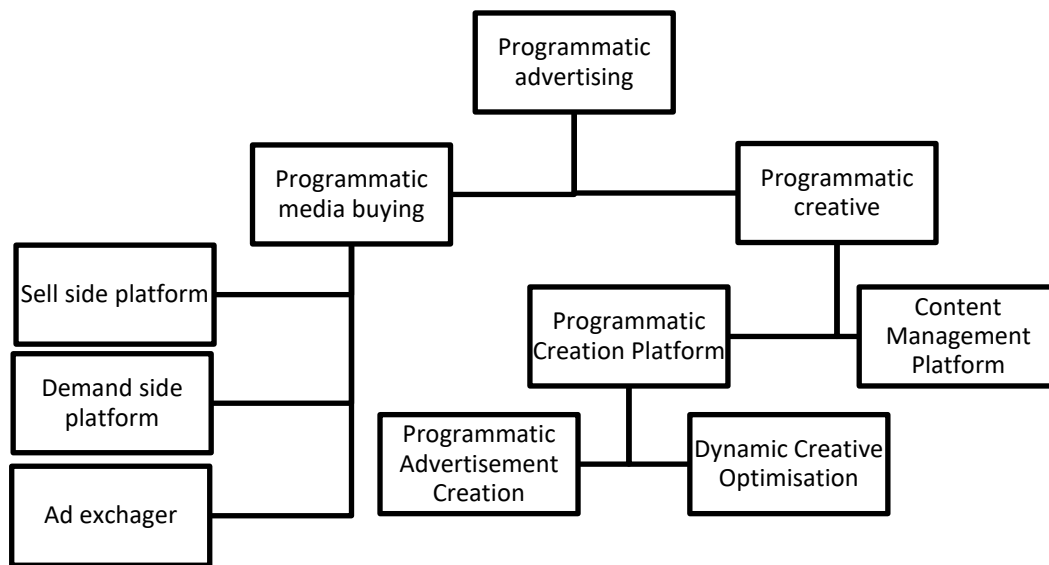 Programmatic
advertising
Programmatic
media buying
Programmatic
creative
Sell side platform
Demand side
platform
Ad exchager
Programmatic
Creation Platform
Content
Management
Platform
Programmatic
Advertisement
Creation
Dynamic Creative
Optimisation